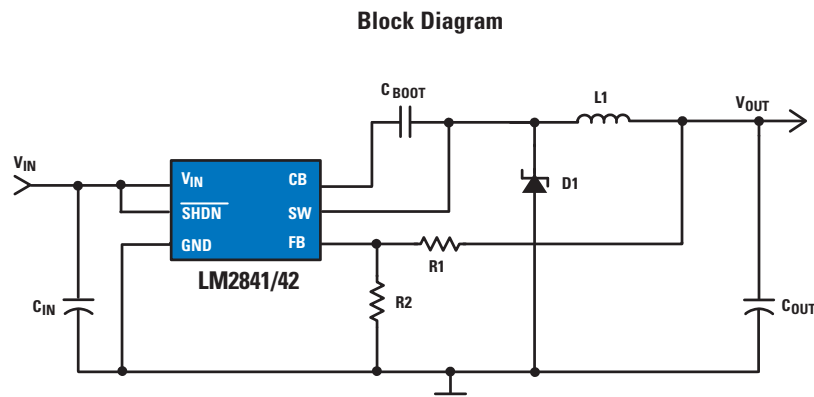 Block Diagram
C BOOT
L1
VOUT
VIN
VIN
CB
D1
SHDN
SW
GND
FB
R1
LM2841/42
CIN
R2
COUT